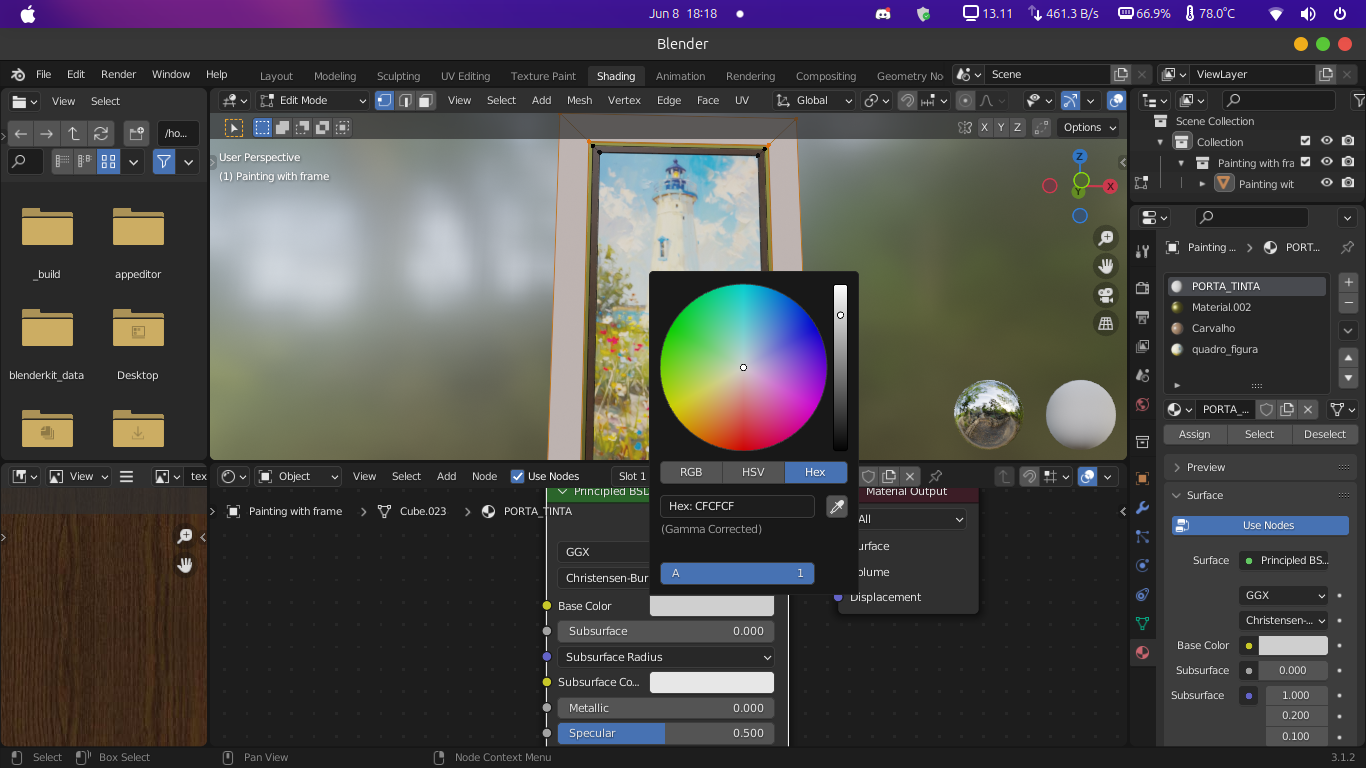 Jun 8 18:18
13.11
461.3 B/s
66.9%
78.0°C
Blender
File Edit Render Window Help
Layout Modeling Sculpting UV Editing Texture Paint Shading Animation Rendering Compositing Geometry No
Scene
ViewLayer
View Select
Edit Mode
View Select Add Mesh Vertex Edge Face UV
Global
/ho...
X Y Z
Options
User Perspective
(1) Painting with frame
Z
X
Y
_build
appeditor
blenderkit_data
Desktop
Scene Collection
Collection
Painting with fra
Painting wit
Painting ...
PORT...
PORTA_TINTA
Material.002
Carvalho
quadro_figura
PORTA_...
Assign Select Deselect
Preview
Surface
Use Nodes
Surface
Principled BS...
GGX
Christensen-...
Base Color
Subsurface
0.000
Subsurface
1.000
0.200
0.100
RGB HSV Hex
Hex: CFCFCF
(Gamma Corrected)
A 1
View
tex
Object
View Select Add Node
Use Nodes
Slot 1
Painting with frame
Cube.023
PORTA_TINTA
Principled BSD
GGX
Christensen-Bur
Base Color
Subsurface 0.000
Subsurface Radius
Subsurface Co...
Metallic 0.000
Specular 0.500
Material Output
All
urface
olume
Displacement
Select
Box Select
Pan View
Node Context Menu
3.1.2